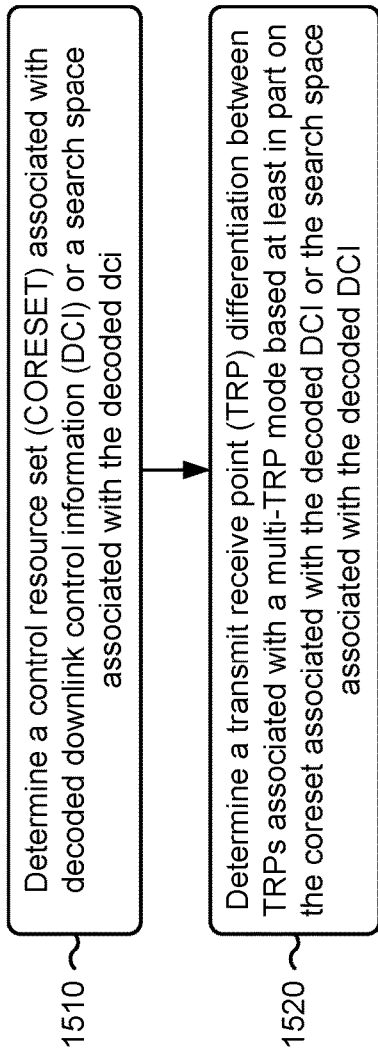 1510
Determine a control resource set (CORESET) associated with
decoded downlink control information (DCI) or a search space
associated with the decoded dci
1520
Determine a transmit receive point (TRP) differentiation between
TRPs associated with a multi-TRP mode based at least in part on
the coreset associated with the decoded DCI or the search space
associated with the decoded DCI